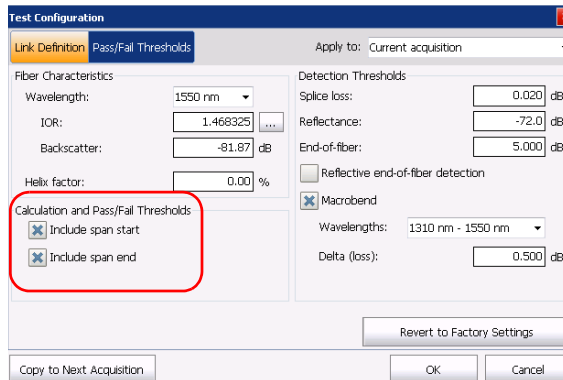 Test Configuration
Link Definition Pass/Fail Thresholds
Apply to: Current acquisition
Fiber Characteristics
Wavelength: 1550 nm
IOR: 1.468325 ...
Backscatter: -81.87 dB
Helix factor: 0.00 %
Calculation and Pass/Fail Thresholds
Include span start
Include span end
Detection Thresholds
Splice loss: 0.020 dB
Reflectance: -72.0 dB
End-of-fiber: 5.000 dB
Reflective end-of-fiber detection
Macrobend
Wavelengths: 1310 nm - 1550 nm
Delta (loss): 0.500 dB
Revert to Factory Settings
Copy to Next Acquisition
OK
Cancel